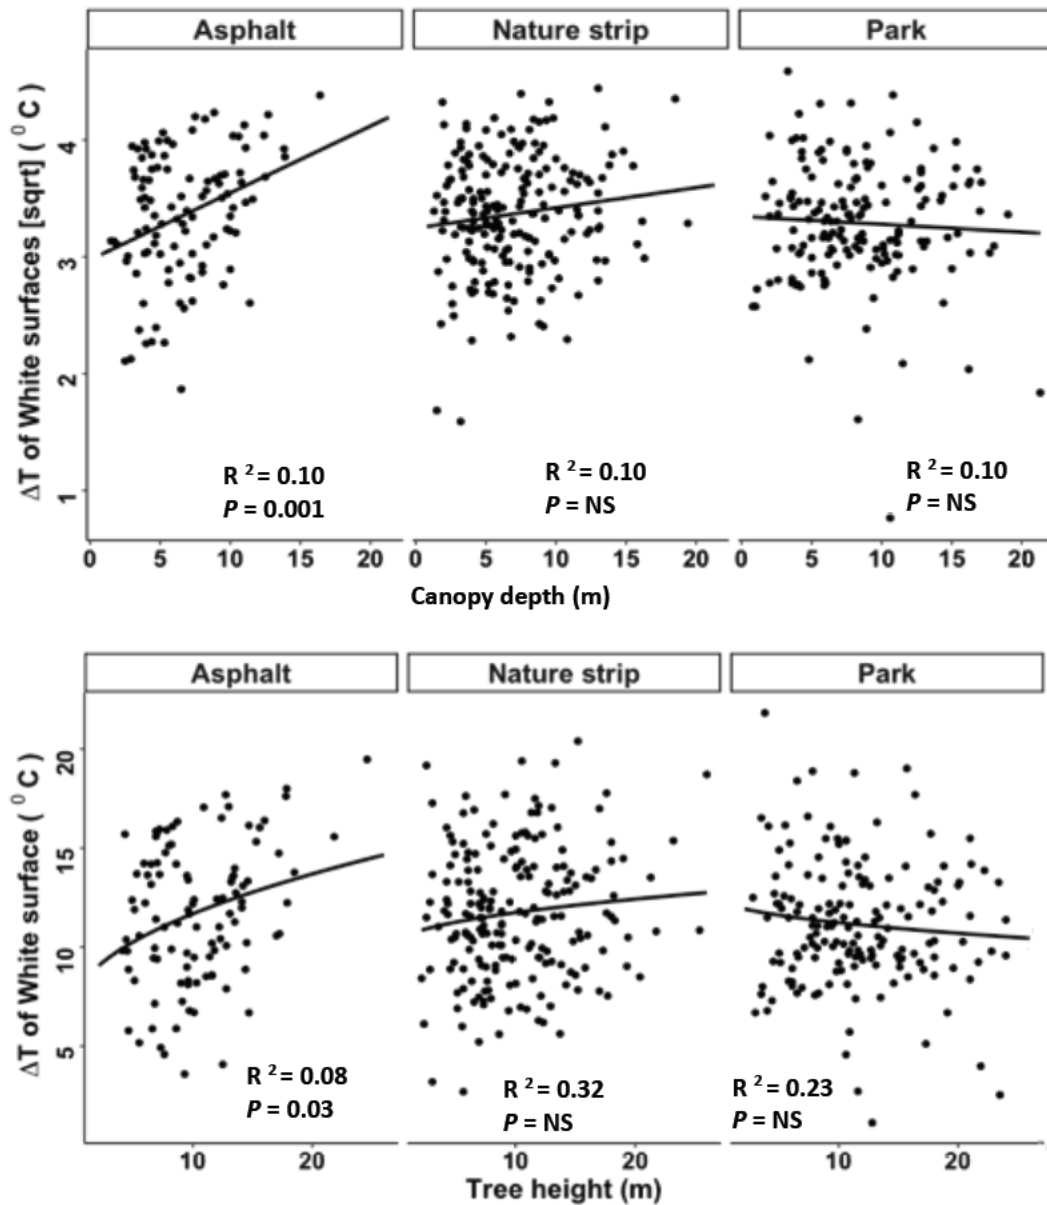 Asphalt Nature strip Park
ΔT of White surfaces [sqrt] ( ⁰ C )
4
3
2
1
R ² = 0.10
P = 0.001
R ² = 0.10
P = NS
R ² = 0.10
P = NS
0 5 10 15 20 0 5 10 15 20 0 5 10 15 20
Canopy depth (m)
Asphalt Nature strip Park
ΔT of White surface ( ⁰ C )
20
15
10
5
R ² = 0.08
P = 0.03
R ² = 0.32
P = NS
R ² = 0.23
P = NS
10 20 10 20 10 20
Tree height (m)